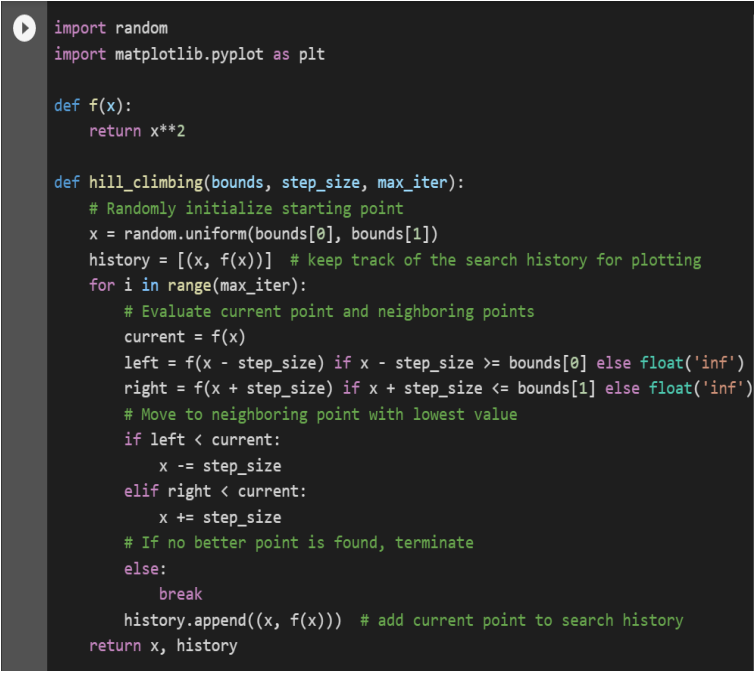 import random
import matplotlib.pyplot as plt
def f(x):
    return x**2
def hill_climbing(bounds, step_size, max_iter):
    # Randomly initialize starting point
    x = random.uniform(bounds[0], bounds[1])
    history = [(x, f(x))]  # keep track of the search history for plotting
    for i in range(max_iter):
        # Evaluate current point and neighboring points
        current = f(x)
        left = f(x - step_size) if x - step_size >= bounds[0] else float('inf')
        right = f(x + step_size) if x + step_size <= bounds[1] else float('inf')
        # Move to neighboring point with lowest value
        if left < current:
            x -= step_size
        elif right < current:
            x += step_size
        # If no better point is found, terminate
        else:
            break
        history.append((x, f(x)))  # add current point to search history
    return x, history